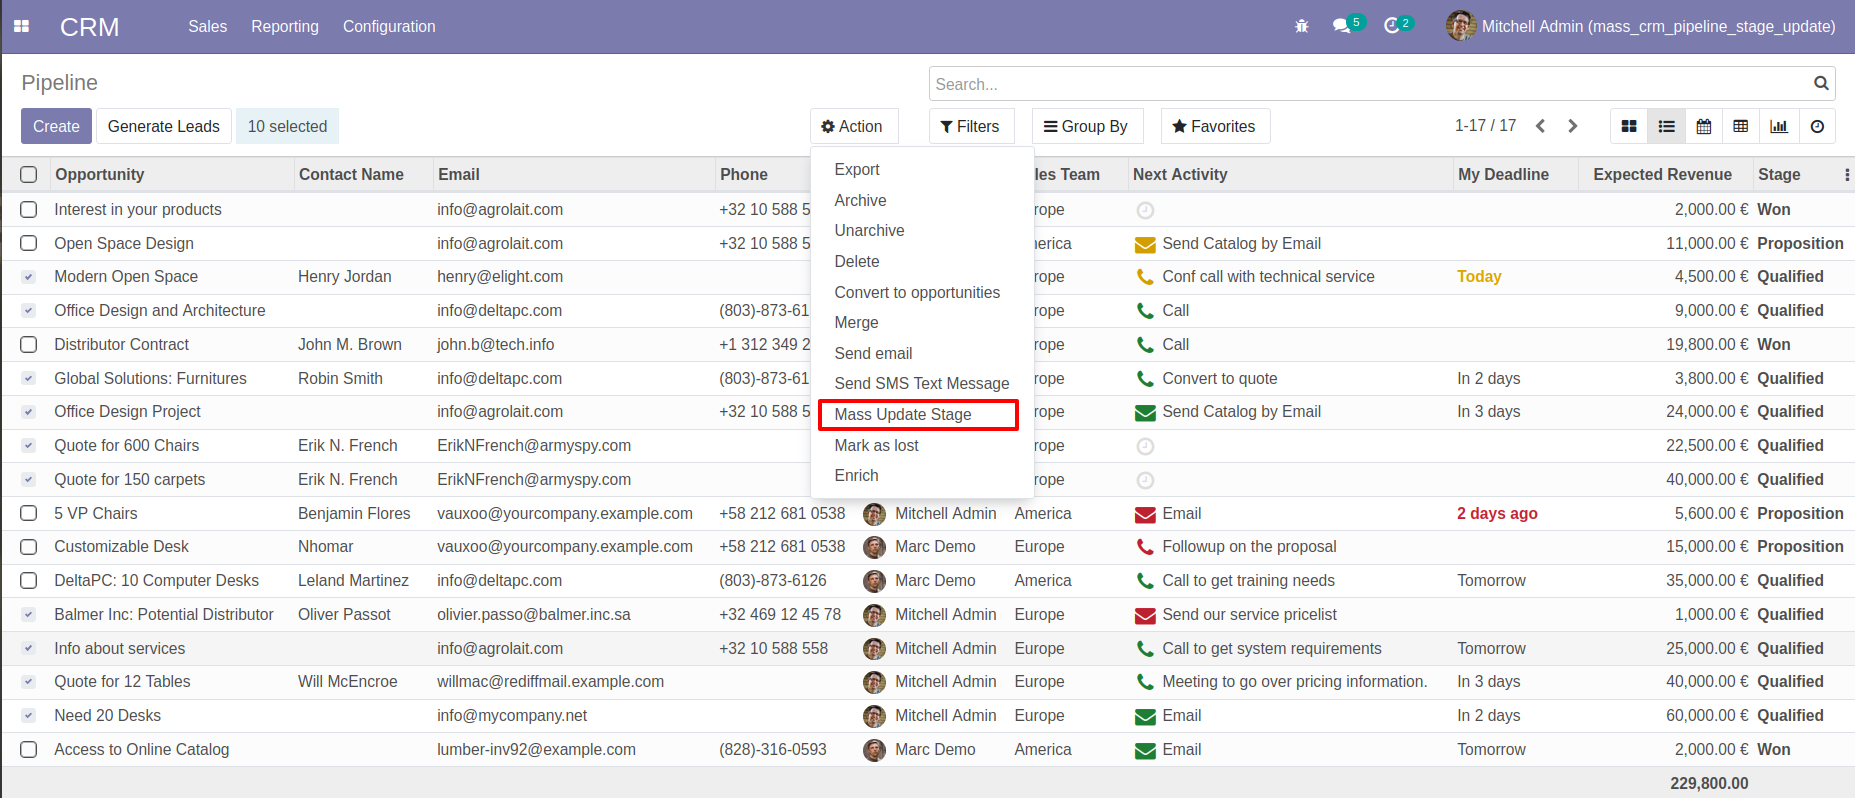 CRM Sales Reporting Configuration 5 2 Mitchell Admin (mass_crm_pipeline_stage_update)
Pipeline Search...
Create Generate Leads 10 selected Action Filters Group By Favorites 1-17 / 17
Export
Archive
Unarchive
Delete
Convert to opportunities
Merge
Send email
Send SMS Text Message
Mass Update Stage
Mark as lost
Enrich
Opportunity Contact Name Email Phone les Team Next Activity My Deadline Expected Revenue Stage
Interest in your products info@agrolait.com +32 10 588 5 rope 2,000.00 € Won
Open Space Design info@agrolait.com +32 10 588 5 erica Send Catalog by Email 11,000.00 € Proposition
Modern Open Space Henry Jordan henry@elight.com rope Conf call with technical service Today 4,500.00 € Qualified
Office Design and Architecture info@deltapc.com (803)-873-61 rope Call 9,000.00 € Qualified
Distributor Contract John M. Brown john.b@tech.info +1 312 349 2 rope Call 19,800.00 € Won
Global Solutions: Furnitures Robin Smith info@deltapc.com (803)-873-61 rope Convert to quote In 2 days 3,800.00 € Qualified
Office Design Project info@agrolait.com +32 10 588 5 rope Send Catalog by Email In 3 days 24,000.00 € Qualified
Quote for 600 Chairs Erik N. French ErikNFrench@armyspy.com rope 22,500.00 € Qualified
Quote for 150 carpets Erik N. French ErikNFrench@armyspy.com rope 40,000.00 € Qualified
5 VP Chairs Benjamin Flores vauxoo@yourcompany.example.com +58 212 681 0538 Mitchell Admin America Email 2 days ago 5,600.00 € Proposition
Customizable Desk Nhomar vauxoo@yourcompany.example.com +58 212 681 0538 Marc Demo Europe Followup on the proposal 15,000.00 € Proposition
DeltaPC: 10 Computer Desks Leland Martinez info@deltapc.com (803)-873-6126 Marc Demo America Call to get training needs Tomorrow 35,000.00 € Qualified
Balmer Inc: Potential Distributor Oliver Passot olivier.passo@balmer.inc.sa +32 469 12 45 78 Mitchell Admin Europe Send our service pricelist 1,000.00 € Qualified
Info about services info@agrolait.com +32 10 588 558 Mitchell Admin Europe Call to get system requirements Tomorrow 25,000.00 € Qualified
Quote for 12 Tables Will McEncroe willmac@rediffmail.example.com Mitchell Admin Europe Meeting to go over pricing information. In 3 days 40,000.00 € Qualified
Need 20 Desks info@mycompany.net Mitchell Admin Europe Email In 2 days 60,000.00 € Qualified
Access to Online Catalog lumber-inv92@example.com (828)-316-0593 Marc Demo America Email Tomorrow 2,000.00 € Won
229,800.00